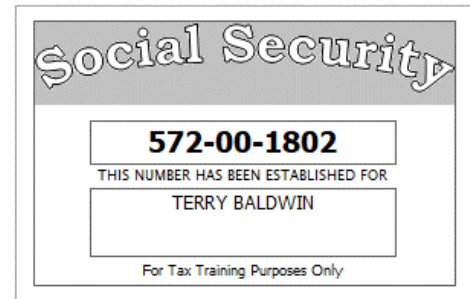 Social Security
572-00-1802
THIS NUMBER HAS BEEN ESTABLISHED FOR
TERRY BALDWIN
For Tax Training Purposes Only